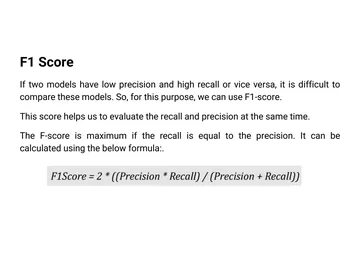 F1 Score
If two models have low precision and high recall or vice versa, it is difficult to
compare these models. So, for this purpose, we can use F1-score.
This score helps us to evaluate the recall and precision at the same time.
The F-score is maximum if the recall is equal to the precision. It can be
calculated using the below formula:.
F1Score = 2 * ((Precision * Recall) / (Precision + Recall))